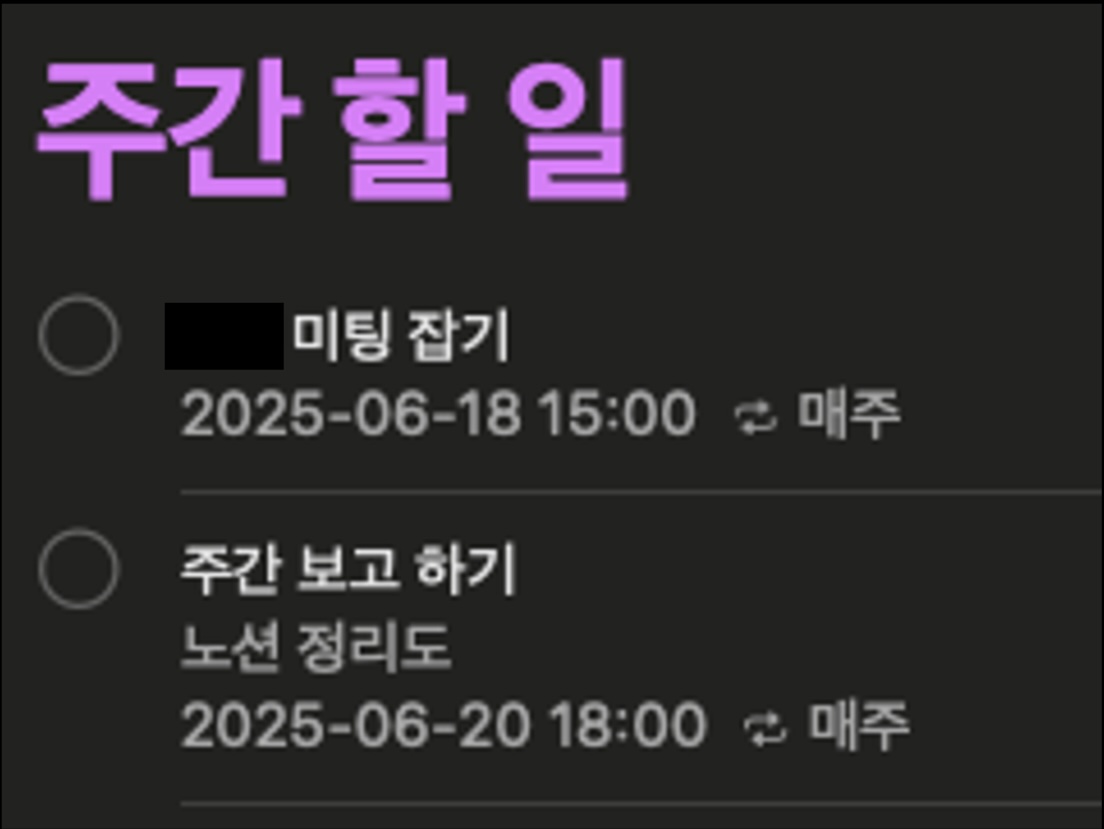 주간 할 일
미팅 잡기
2025-06-18 15:00 매주
주간 보고 하기
노션 정리도
2025-06-20 18:00 매주